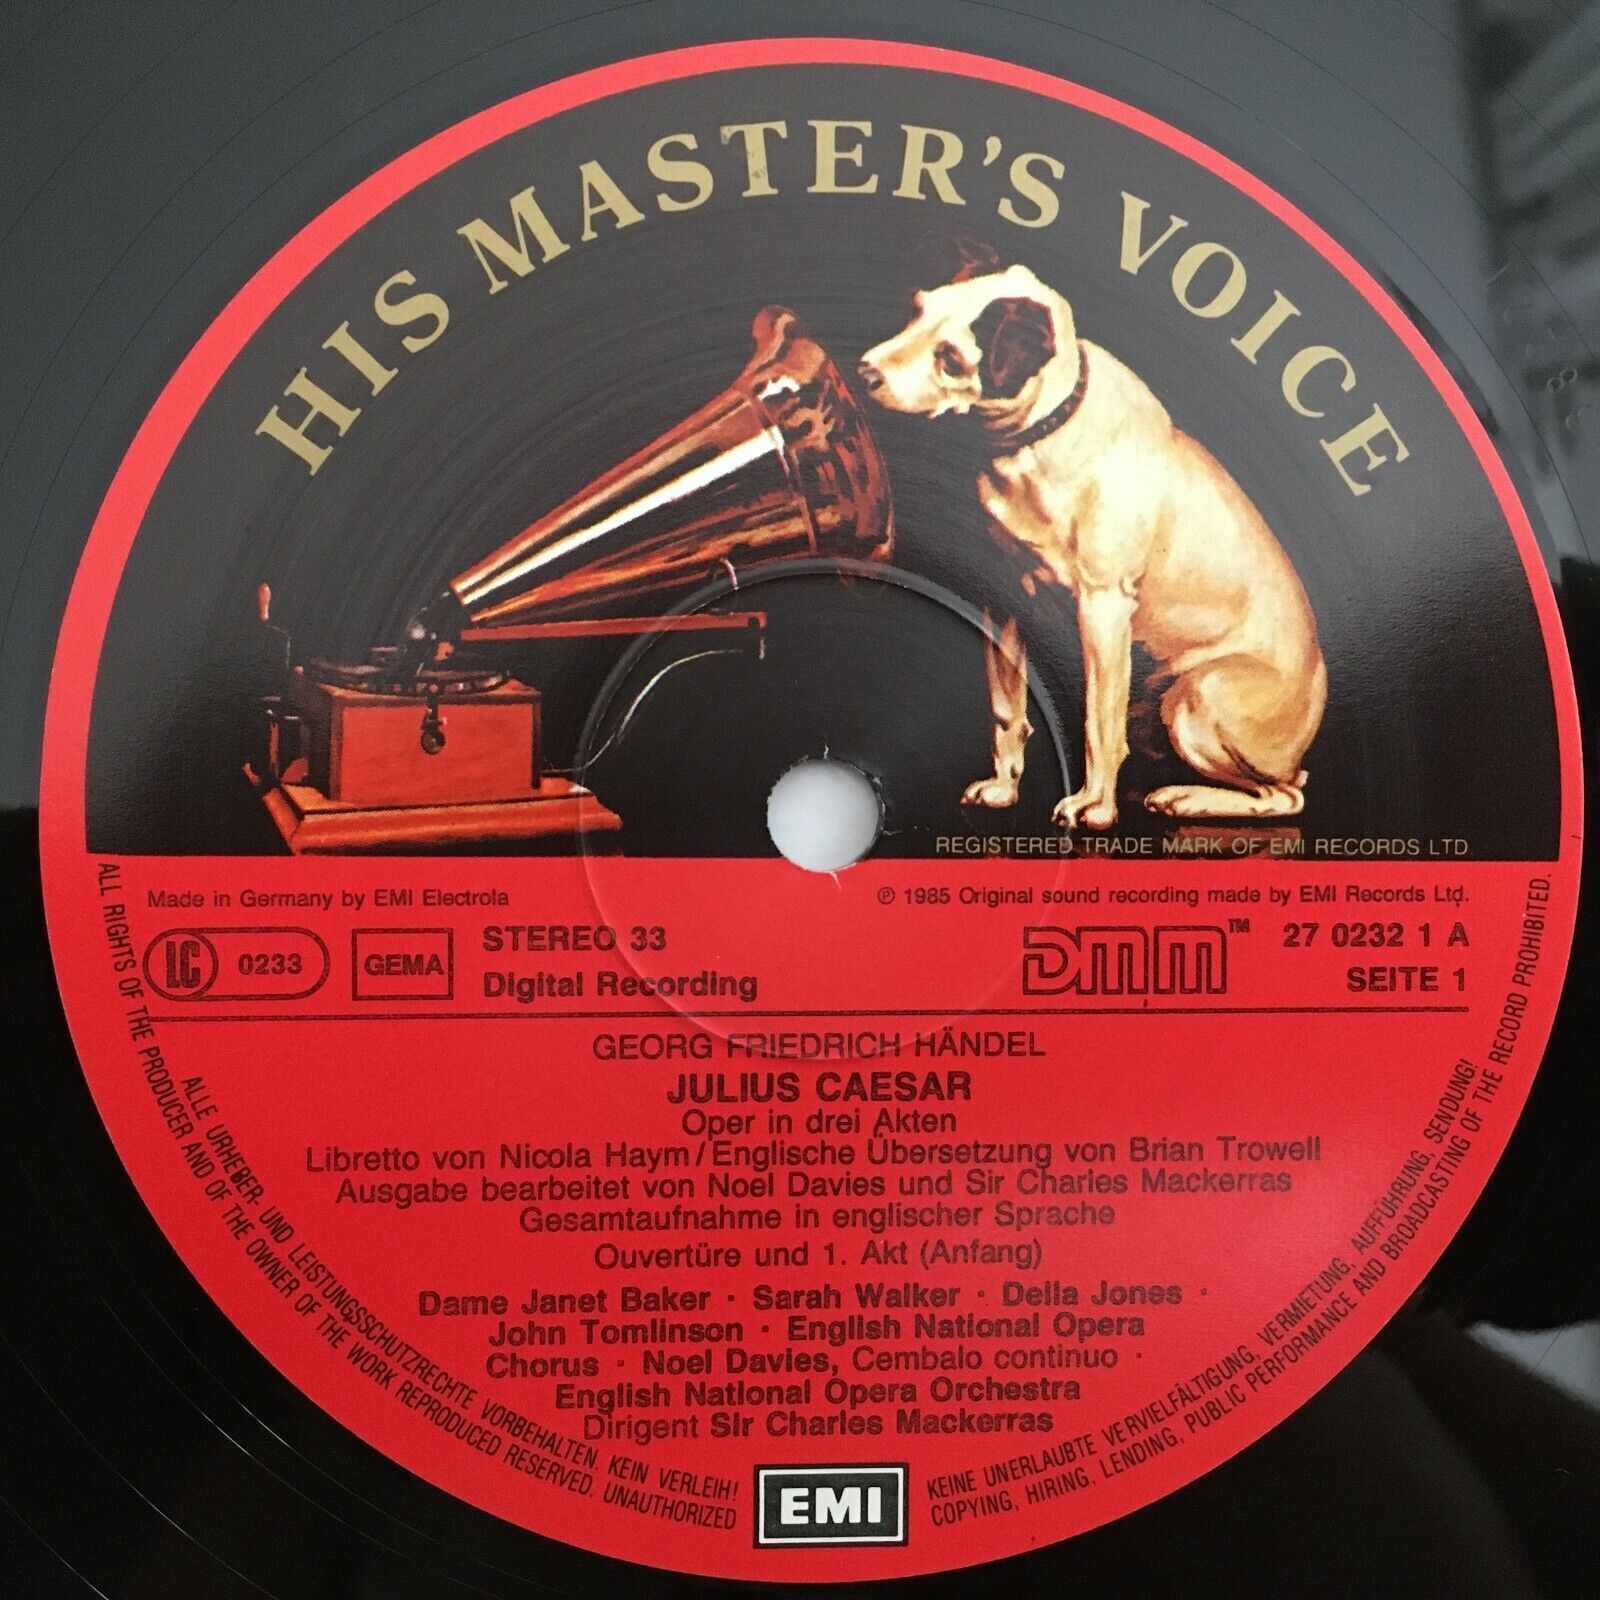 HIS MASTER'S VOICE
REGISTERED TRADE MARK OF EMI RECORDS LTD
Made in Germany by EMI Electrola
℗ 1985 Original sound recording made by EMI Records Ltd.
LC 0233
GEMA
STEREO 33
Digital Recording
DMM™
27 0232 1 A
SEITE 1
GEORG FRIEDRICH HÄNDEL
JULIUS CAESAR
Oper in drei Akten
Libretto von Nicola Haym/Englische Übersetzung von Brian Trowell
Ausgabe bearbeitet von Noel Davies und Sir Charles Mackerras
Gesamtaufnahme in englischer Sprache
Ouvertüre und 1. Akt (Anfang)
Dame Janet Baker · Sarah Walker · Della Jones ·
John Tomlinson · English National Opera
Chorus · Noel Davies, Cembalo continuo ·
English National Opera Orchestra
Dirigent Sir Charles Mackerras
EMI
ALLE URHEBER- UND LEISTUNGSSCHUTZRECHTE VORBEHALTEN. KEIN VERLEIH! KEINE UNERLAUBTE VERVIELFÄLTIGUNG, VERMIETUNG, AUFFÜHRUNG, SENDUNG!
ALL RIGHTS OF THE PRODUCER AND OF THE OWNER OF THE WORK REPRODUCED RESERVED. UNAUTHORIZED COPYING, HIRING, LENDING, PUBLIC PERFORMANCE AND BROADCASTING OF THE RECORD PROHIBITED.